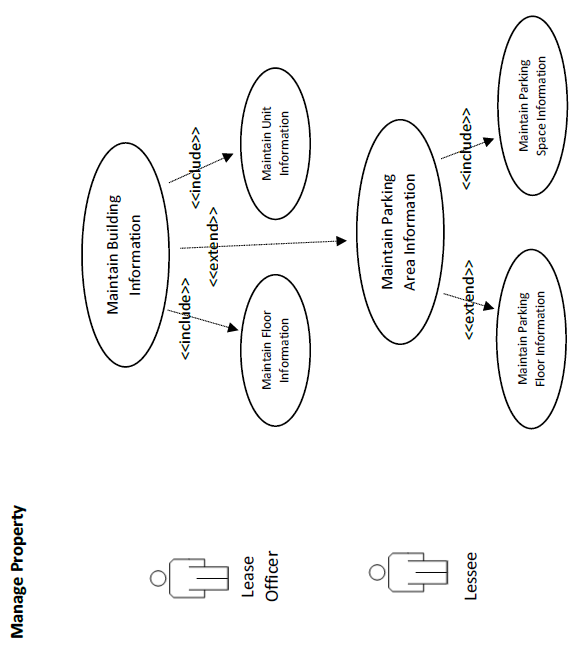 Manage Property
Maintain Building
Information
<<include>>
<<extend>>
<<include>>
Maintain Floor
Information
Maintain Unit
Information
Maintain Parking
Area Information
<<extend>>
<<include>>
Maintain Parking
Floor Information
Maintain Parking
Space Information
Lease
Officer
Lessee